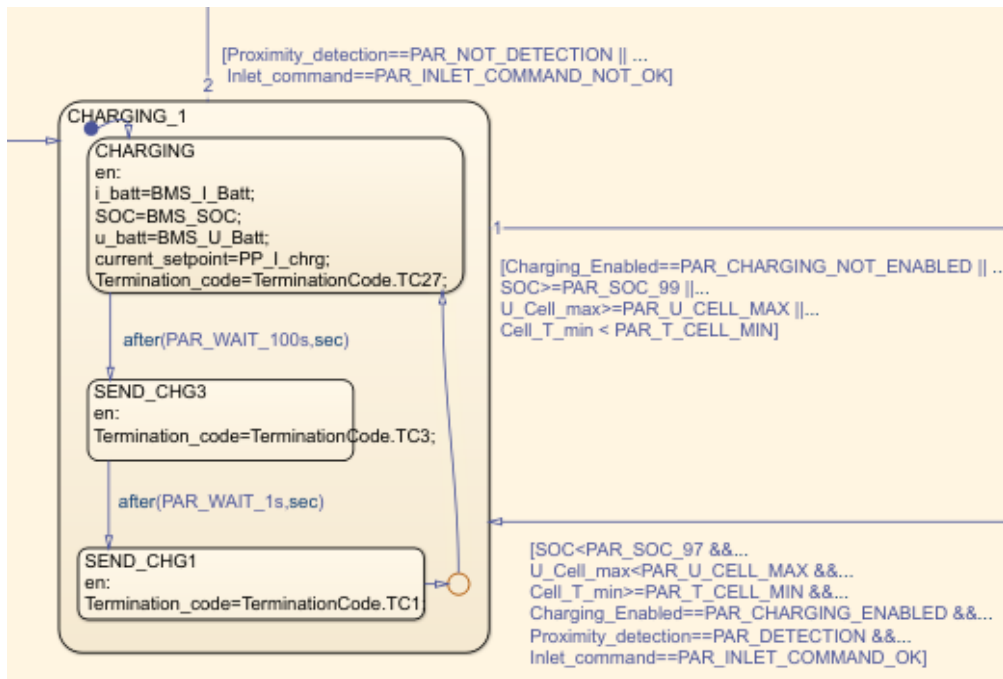 [Proximity_detection==PAR_NOT_DETECTION || ...
Inlet_command==PAR_INLET_COMMAND_NOT_OK]
2
CHARGING_1
CHARGING
en:
i_batt=BMS_I_Batt;
SOC=BMS_SOC;
u_batt=BMS_U_Batt;
current_setpoint=PP_I_chrg;
Termination_code=TerminationCode.TC27;
1
[Charging_Enabled==PAR_CHARGING_NOT_ENABLED || ...
SOC>=PAR_SOC_99 ||...
U_Cell_max>=PAR_U_CELL_MAX ||...
Cell_T_min < PAR_T_CELL_MIN]
after(PAR_WAIT_100s,sec)
SEND_CHG3
en:
Termination_code=TerminationCode.TC3;
after(PAR_WAIT_1s,sec)
SEND_CHG1
en:
Termination_code=TerminationCode.TC1;
[SOC<PAR_SOC_97 &&...
U_Cell_max<PAR_U_CELL_MAX &&...
Cell_T_min>=PAR_T_CELL_MIN &&...
Charging_Enabled==PAR_CHARGING_ENABLED &&...
Proximity_detection==PAR_DETECTION &&...
Inlet_command==PAR_INLET_COMMAND_OK]